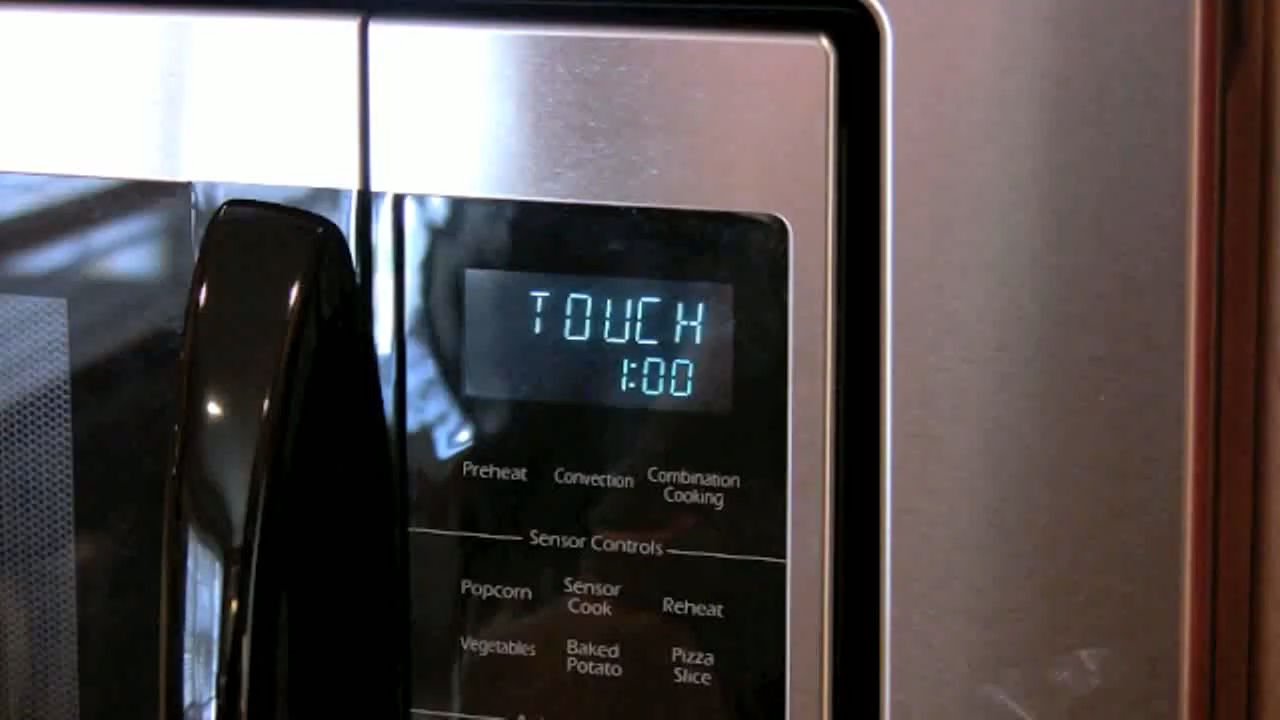 TOUCH
1:00
Preheat Convection Combination Cooking
Sensor Controls
Popcorn Sensor Cook Reheat
Vegetables Baked Potato Pizza Slice